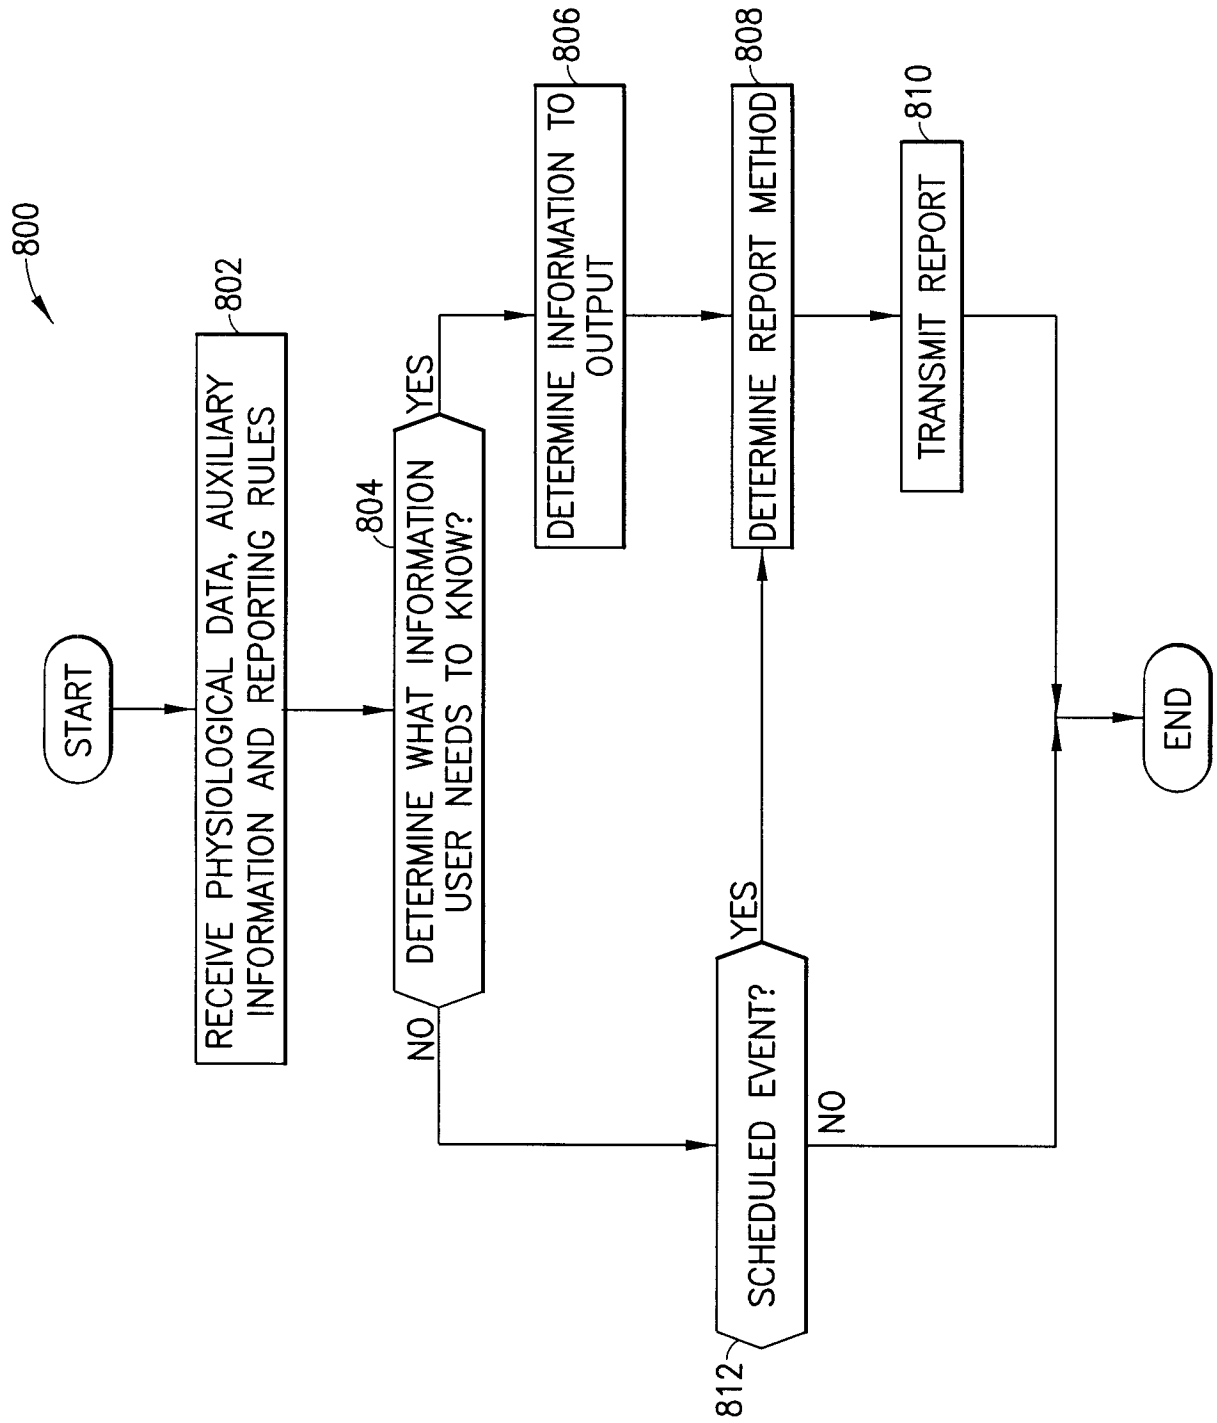 800
START
802
RECEIVE PHYSIOLOGICAL DATA, AUXILIARY
INFORMATION AND REPORTING RULES
804
DETERMINE WHAT INFORMATION
USER NEEDS TO KNOW?
YES
NO
806
DETERMINE INFORMATION TO
OUTPUT
812
SCHEDULED EVENT?
YES
NO
808
DETERMINE REPORT METHOD
810
TRANSMIT REPORT
END